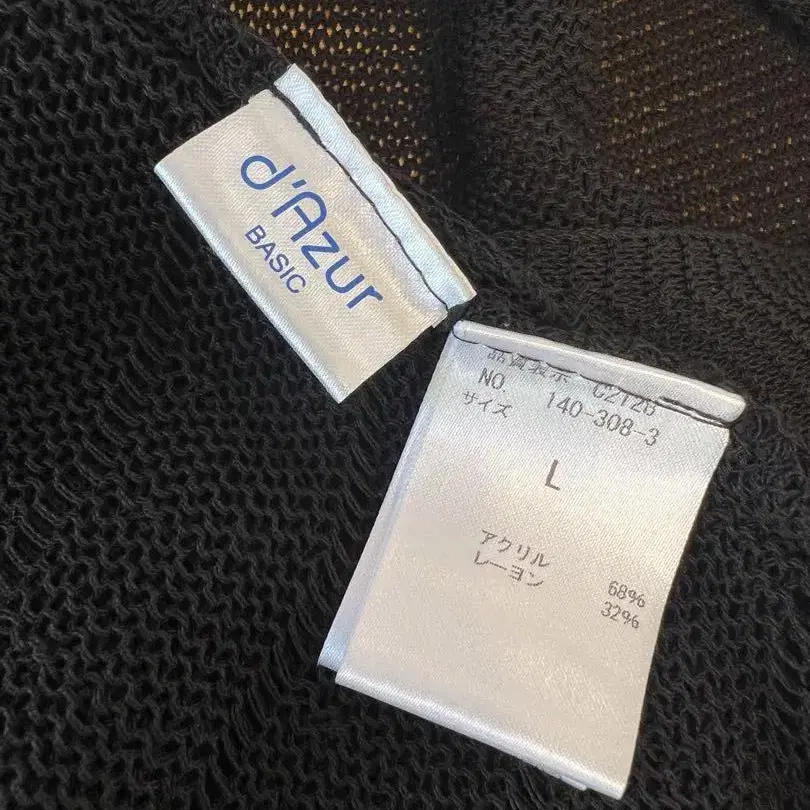 d'Azur
BASIC
品質表示 C2126
NO 140-308-3
サイズ
L
アクリル 68%
レーヨン 32%